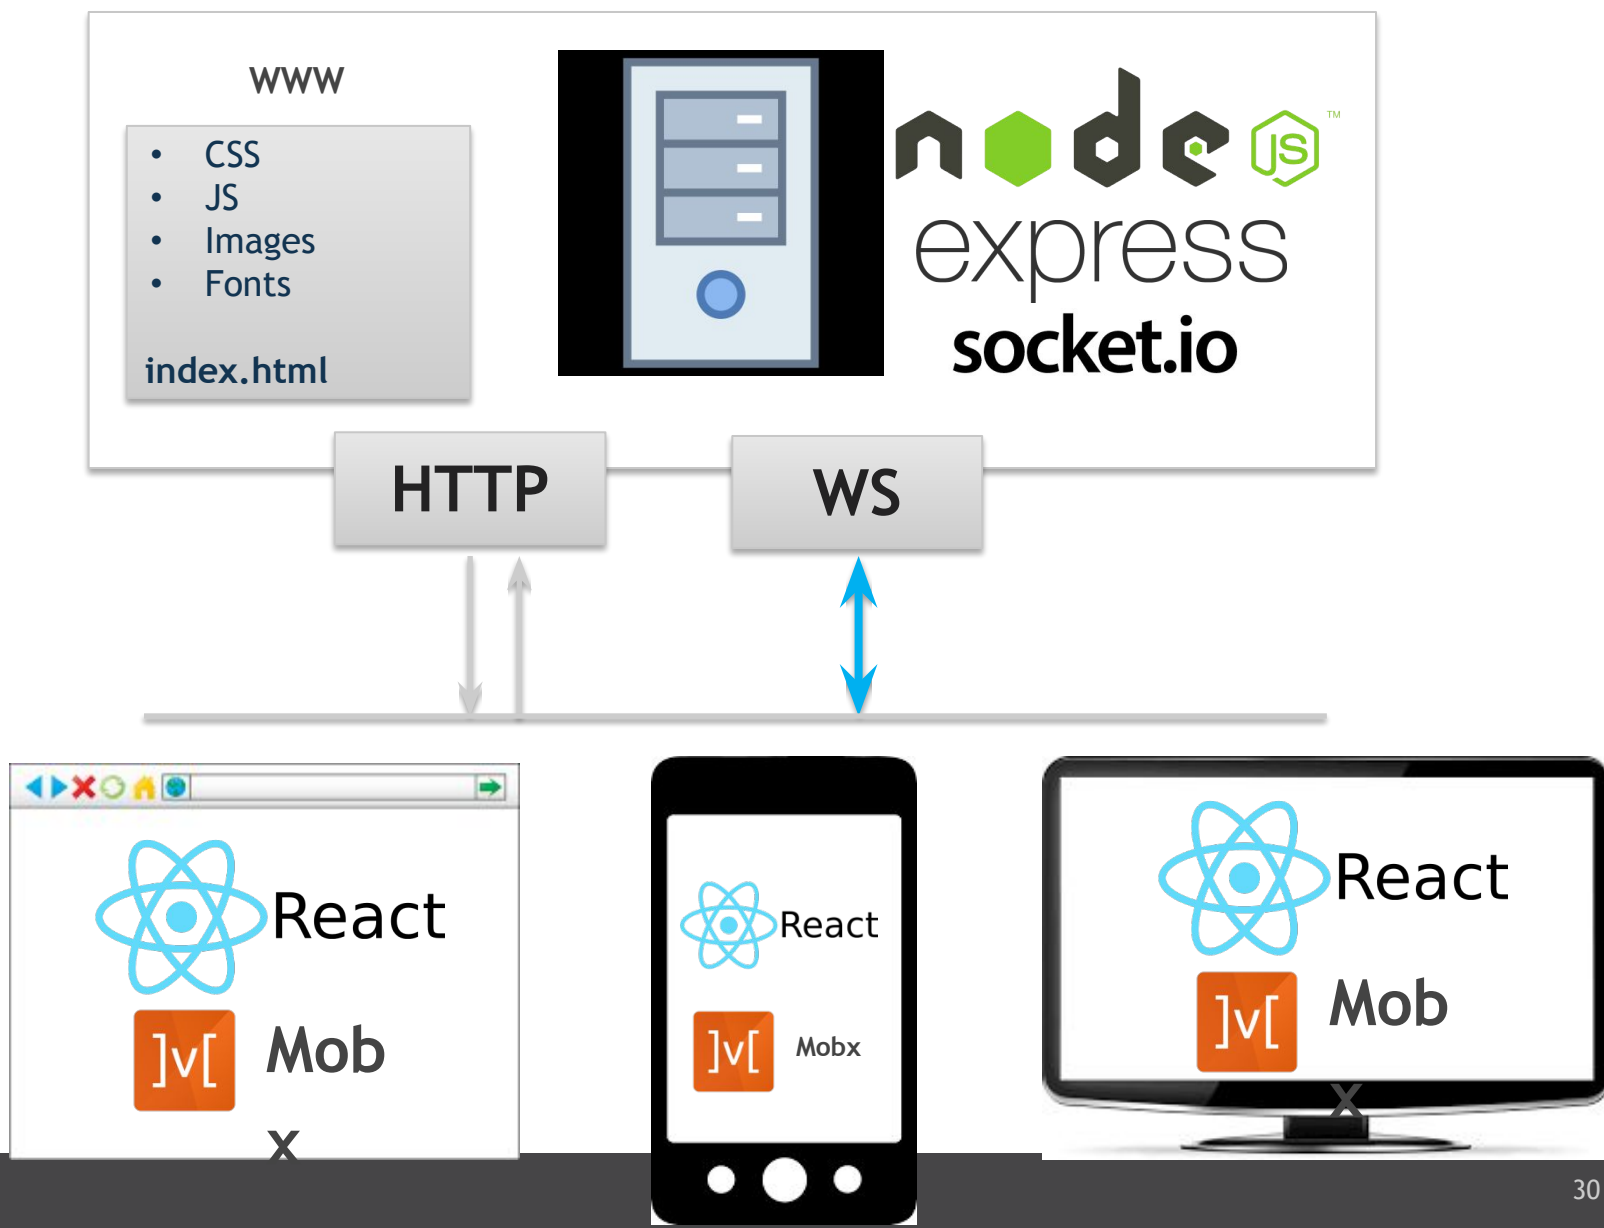 WWW
• CSS
• JS
• Images
• Fonts
index.html
node JS ™
express
socket.io
HTTP
WS
React
]v[
Mob
x
React
]v[
Mobx
React
]v[
Mob
x
30